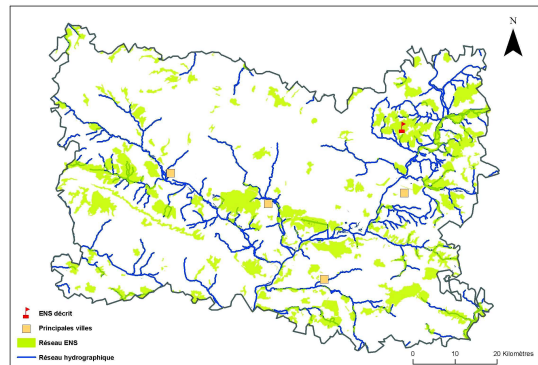 N
ENS décrit
Principales villes
Réseau ENS
Réseau hydrographique
0 10 20 Kilomètres